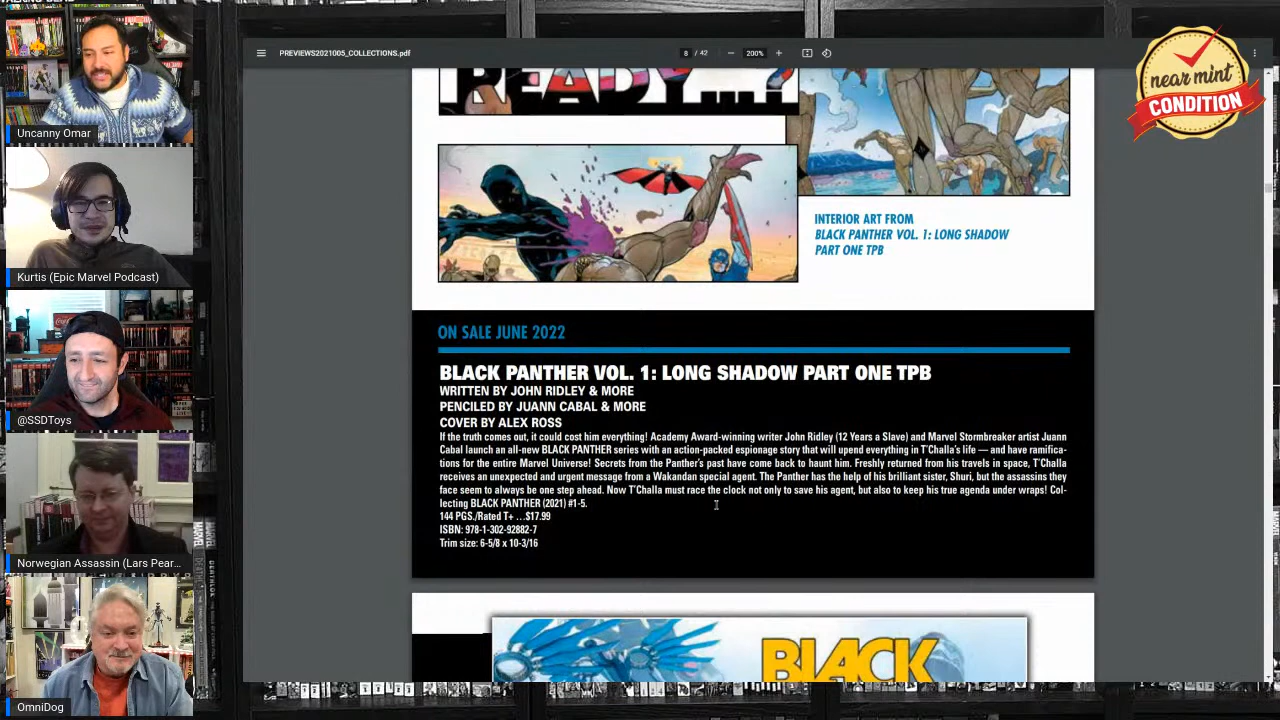 PREVIEWS2021005_COLLECTIONS.pdf
8 / 42
200%
near mint
CONDITION
READY....?
INTERIOR ART FROM
BLACK PANTHER VOL. 1: LONG SHADOW
PART ONE TPB
ON SALE JUNE 2022
BLACK PANTHER VOL. 1: LONG SHADOW PART ONE TPB
WRITTEN BY JOHN RIDLEY & MORE
PENCILED BY JUANN CABAL & MORE
COVER BY ALEX ROSS
If the truth comes out, it could cost him everything! Academy Award-winning writer John Ridley (12 Years a Slave) and Marvel Stormbreaker artist Juann
Cabal launch an all-new BLACK PANTHER series with an action-packed espionage story that will upend everything in T'Challa's life — and have ramifica-
tions for the entire Marvel Universe! Secrets from the Panther's past have come back to haunt him. Freshly returned from his travels in space, T'Challa
receives an unexpected and urgent message from a Wakandan special agent. The Panther has the help of his brilliant sister, Shuri, but the assassins they
face seem to always be one step ahead. Now T'Challa must race the clock not only to save his agent, but also to keep his true agenda under wraps! Col-
lecting BLACK PANTHER (2021) #1-5.
144 PGS./Rated T+ ...$17.99
ISBN: 978-1-302-92882-7
Trim size: 6-5/8 x 10-3/16
BLACK
Uncanny Omar
Kurtis (Epic Marvel Podcast)
@SSDToys
Norwegian Assassin (Lars Pear...
OmniDog